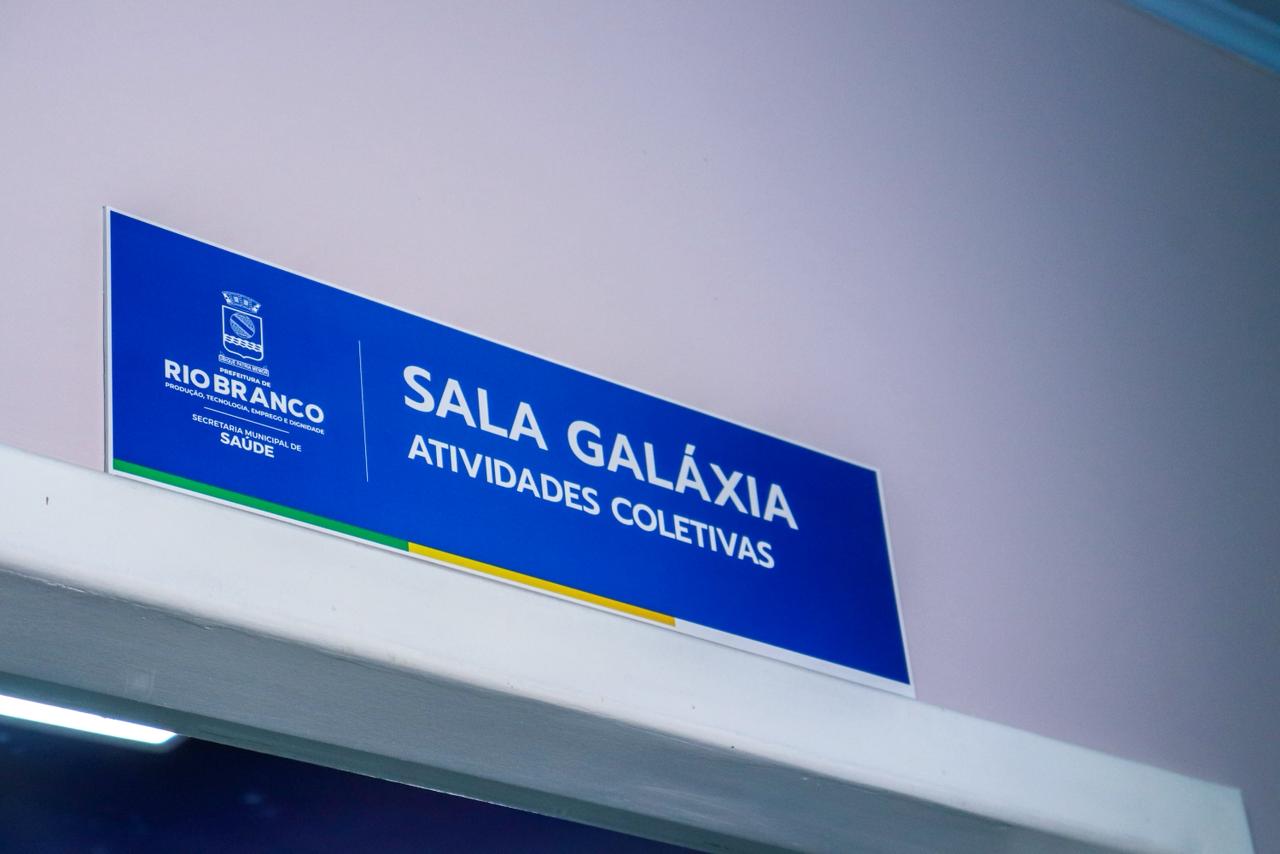 PREFEITURA DE
RIO BRANCO
PRODUÇÃO, TECNOLOGIA, EMPREGO E DIGNIDADE
SECRETARIA MUNICIPAL DE
SAÚDE
SALA GALÁXIA
ATIVIDADES COLETIVAS